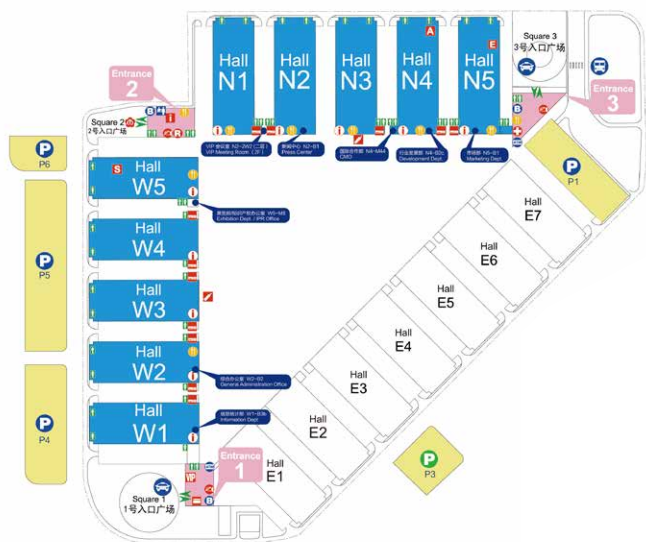 Hall
N1
Hall
N2
Hall
N3
Hall
N4
A
Hall
N5
E
Square 3
3号入口广场
Entrance
3
Entrance
2
Square 2
2号入口广场
R
VIP Meeting Room (2F)
Press Center
CMO
Development Dept
Marketing Dept
P
P6
P
P5
P
P4
P
P1
P
P3
S
Hall
W5
Exhibition Dept. / IPR Office
Hall
W4
Hall
W3
Hall
W2
General Administration Office
Hall
W1
Information Dept
Hall
E7
Hall
E6
Hall
E5
Hall
E4
Hall
E3
Hall
E2
Hall
E1
Entrance
1
VIP
B
Square 1
1号入口广场